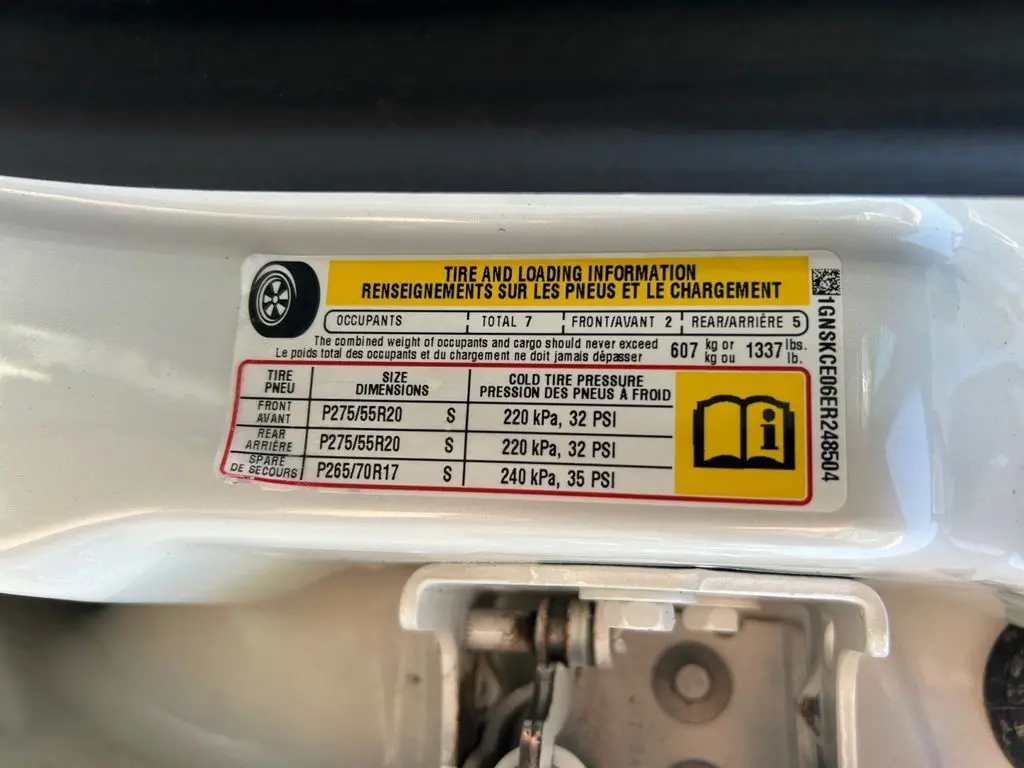 TIRE AND LOADING INFORMATION
RENSEIGNEMENTS SUR LES PNEUS ET LE CHARGEMENT
OCCUPANTS TOTAL 7 FRONT/AVANT 2 REAR/ARRIÈRE 5
The combined weight of occupants and cargo should never exceed 607 kg or 1337 lbs.
Le poids total des occupants et du chargement ne doit jamais dépasser kg ou lb.
TIRE SIZE COLD TIRE PRESSURE
PNEU DIMENSIONS PRESSION DES PNEUS À FROID
FRONT
AVANT P275/55R20 S 220 kPa, 32 PSI
REAR
ARRIÈRE P275/55R20 S 220 kPa, 32 PSI
SPARE
DE SECOURS P265/70R17 S 240 kPa, 35 PSI
1GNSKCE06ER248504